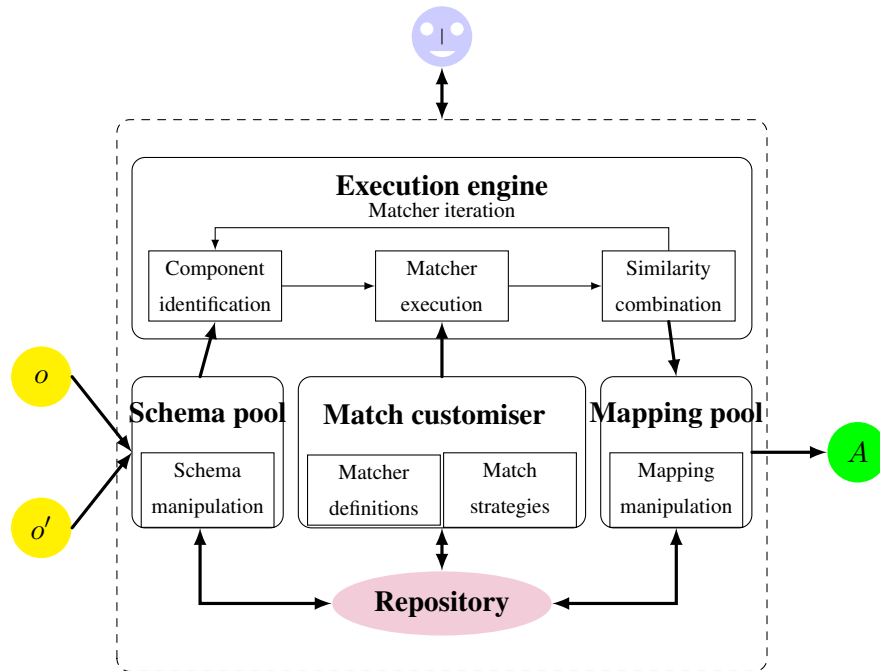 Execution engine
Matcher iteration
Component
identification
Matcher
execution
Similarity
combination
o
o′
Schema pool
Schema
manipulation
Match customiser
Matcher
definitions
Match
strategies
Mapping pool
Mapping
manipulation
A
Repository